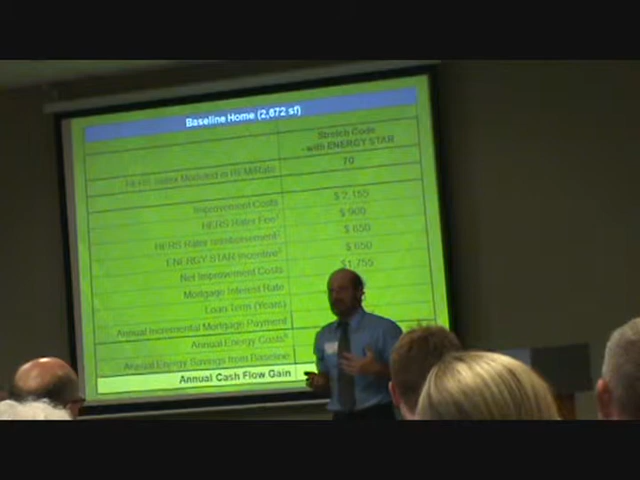 Baseline Home (2,672 sf)
Stretch Code
- with ENERGY STAR
HERS Index Modeled in REM/Rate 70
Improvement Costs $ 2,155
HERS Rater Fee $ 900
HERS Rater reimbursement $ 650
ENERGY STAR Incentive $ 650
Net Improvement Costs $1,755
Mortgage Interest Rate
Loan Term (Years)
Annual Incremental Mortgage Payment
Annual Energy Costs
Annual Energy Savings from Baseline
Annual Cash Flow Gain